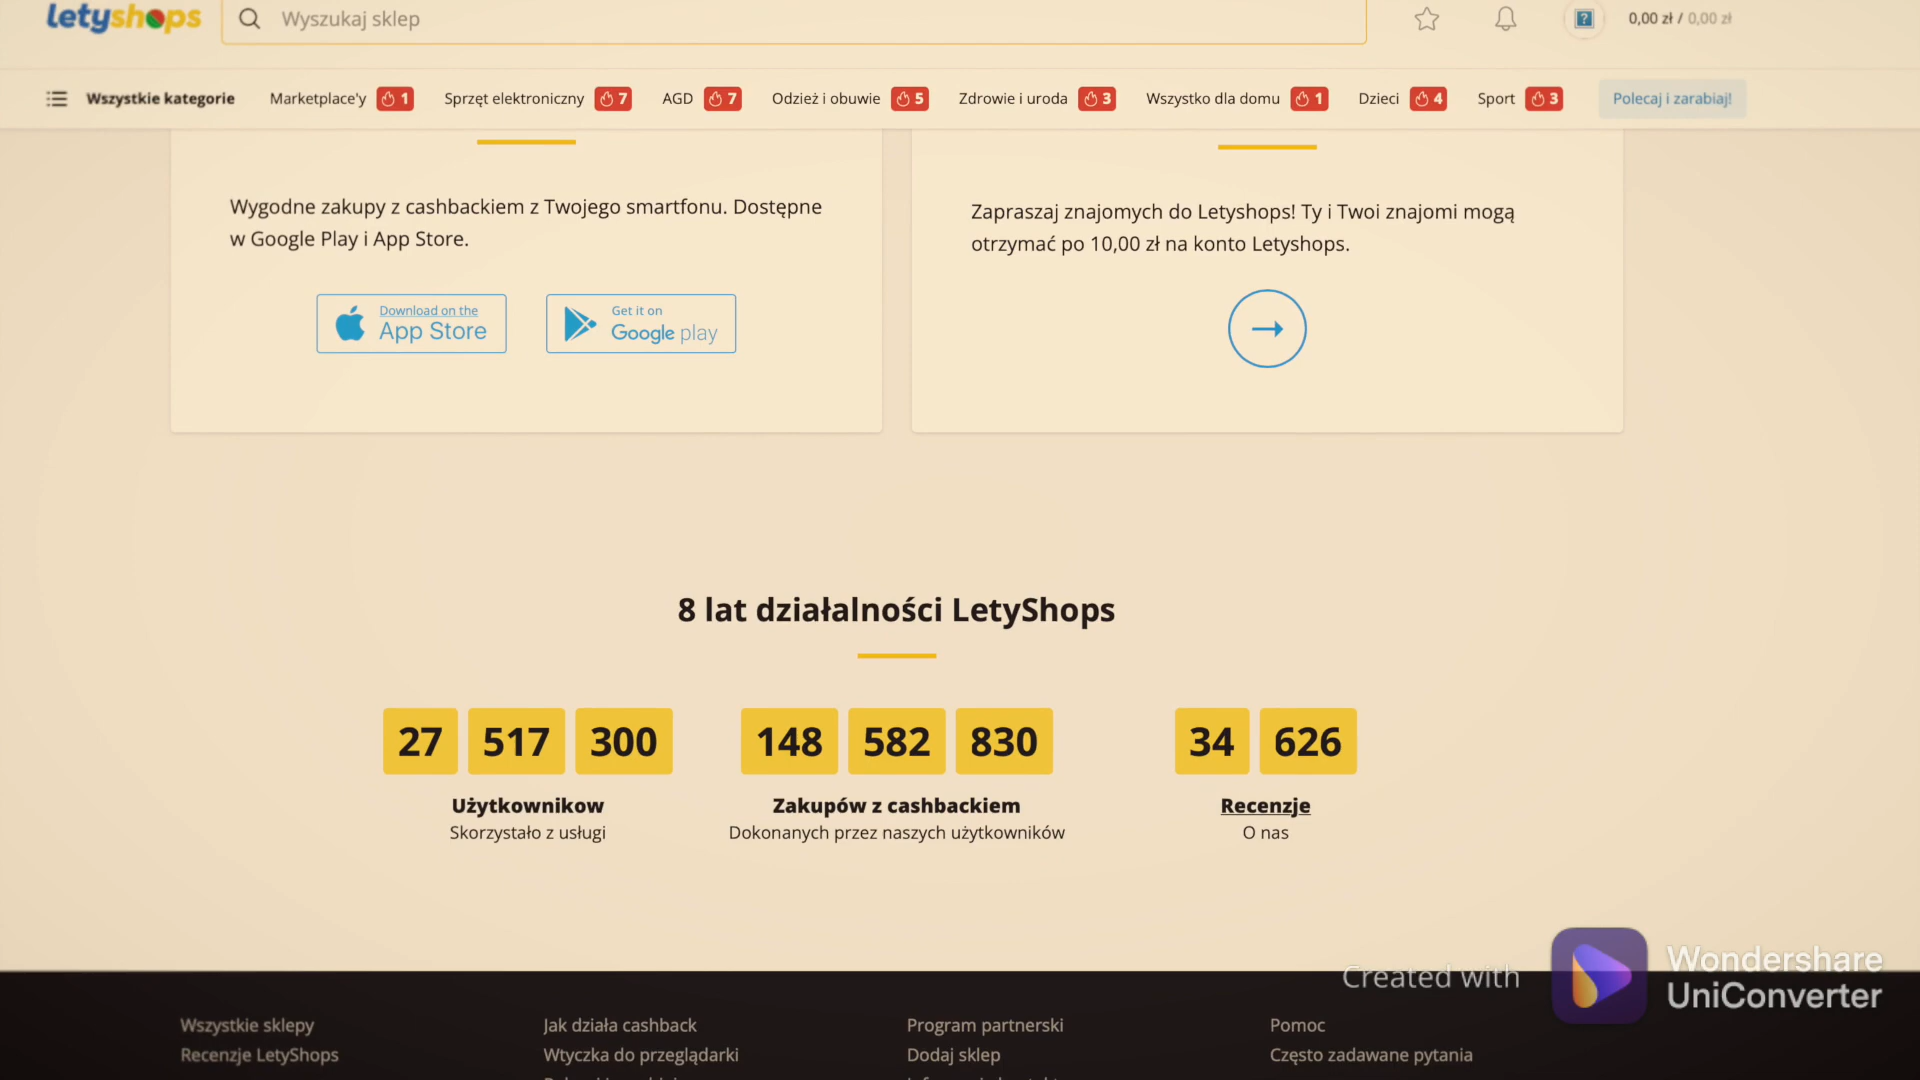 letyshops
Wyszukaj sklep
0,00 zł / 0,00 zł
Wszystkie kategorie
Marketplace'y 1
Sprzęt elektroniczny 7
AGD 7
Odzież i obuwie 5
Zdrowie i uroda 3
Wszystko dla domu 1
Dzieci 4
Sport 3
Polecaj i zarabiaj!
Wygodne zakupy z cashbackiem z Twojego smartfonu. Dostępne
w Google Play i App Store.
Download on the
App Store
Get it on
Google play
Zapraszaj znajomych do Letyshops! Ty i Twoi znajomi mogą
otrzymać po 10,00 zł na konto Letyshops.
8 lat działalności LetyShops
27 517 300
Użytkownikow
Skorzystało z usługi
148 582 830
Zakupów z cashbackiem
Dokonanych przez naszych użytkowników
34 626
Recenzje
O nas
Created with
Wondershare
UniConverter
Wszystkie sklepy
Recenzje LetyShops
Jak działa cashback
Wtyczka do przeglądarki
Program partnerski
Dodaj sklep
Pomoc
Często zadawane pytania